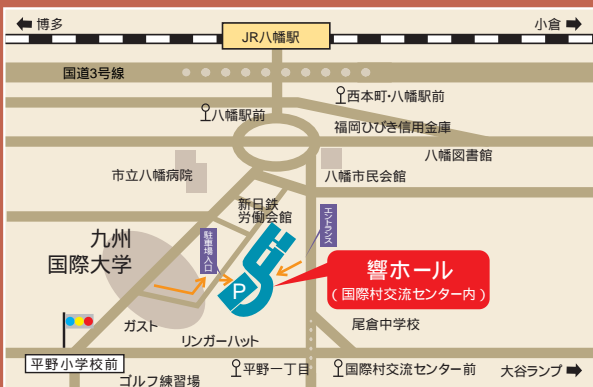 博多
小倉
JR八幡駅
国道3号線
西本町・八幡駅前
八幡駅前
福岡ひびき信用金庫
八幡図書館
市立八幡病院
八幡市民会館
新日鉄
労働会館
エントランス
駐車場入口
九州
国際大学
P
響ホール
(国際村交流センター内)
ガスト
尾倉中学校
リンガーハット
平野小学校前
平野一丁目
国際村交流センター前
大谷ランプ
ゴルフ練習場